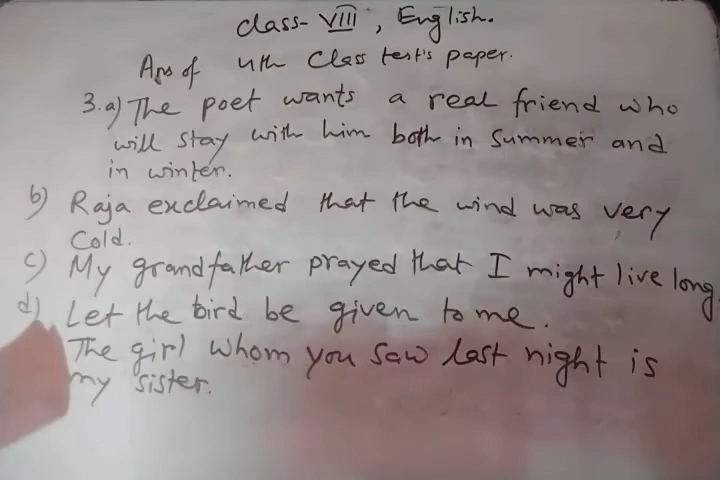 class- VIII, English.
Ans of 4th Class test's paper.
3.a) The poet wants a real friend who
will stay with him both in summer and
in winter.
b) Raja exclaimed that the wind was very
Cold.
c) My grandfather prayed that I might live long
d) Let the bird be given to me.
The girl whom you saw last night is
my sister.